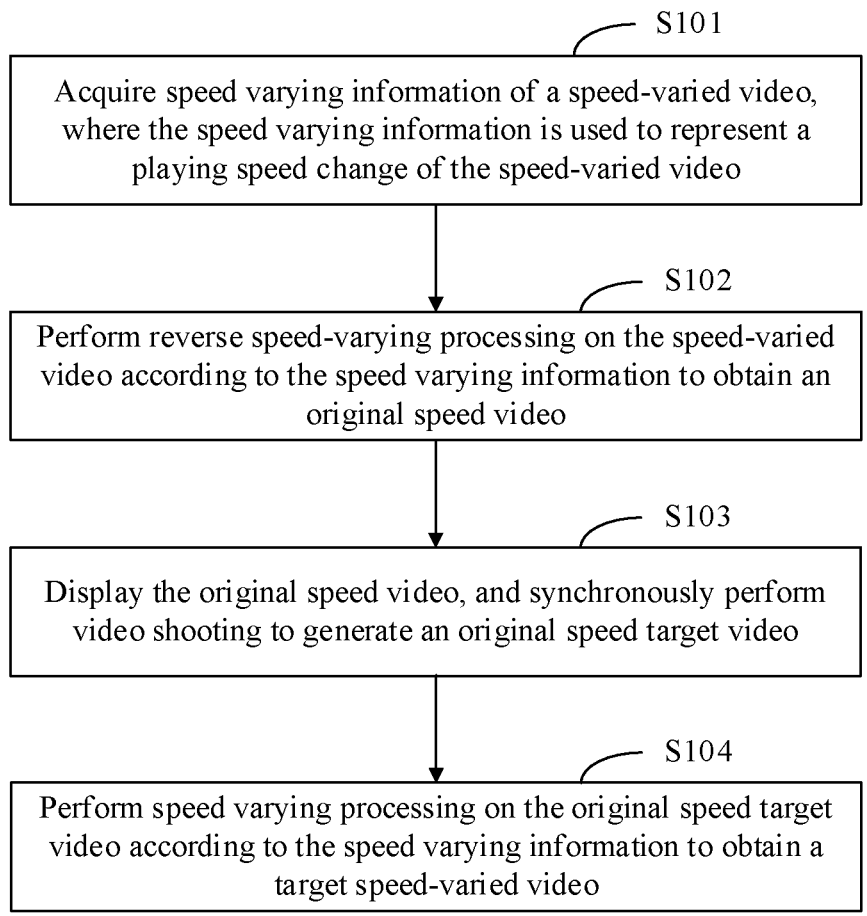 S101
Acquire speed varying information of a speed-varied video,
where the speed varying information is used to represent a
playing speed change of the speed-varied video
S102
Perform reverse speed-varying processing on the speed-varied
video according to the speed varying information to obtain an
original speed video
S103
Display the original speed video, and synchronously perform
video shooting to generate an original speed target video
S104
Perform speed varying processing on the original speed target
video according to the speed varying information to obtain a
target speed-varied video